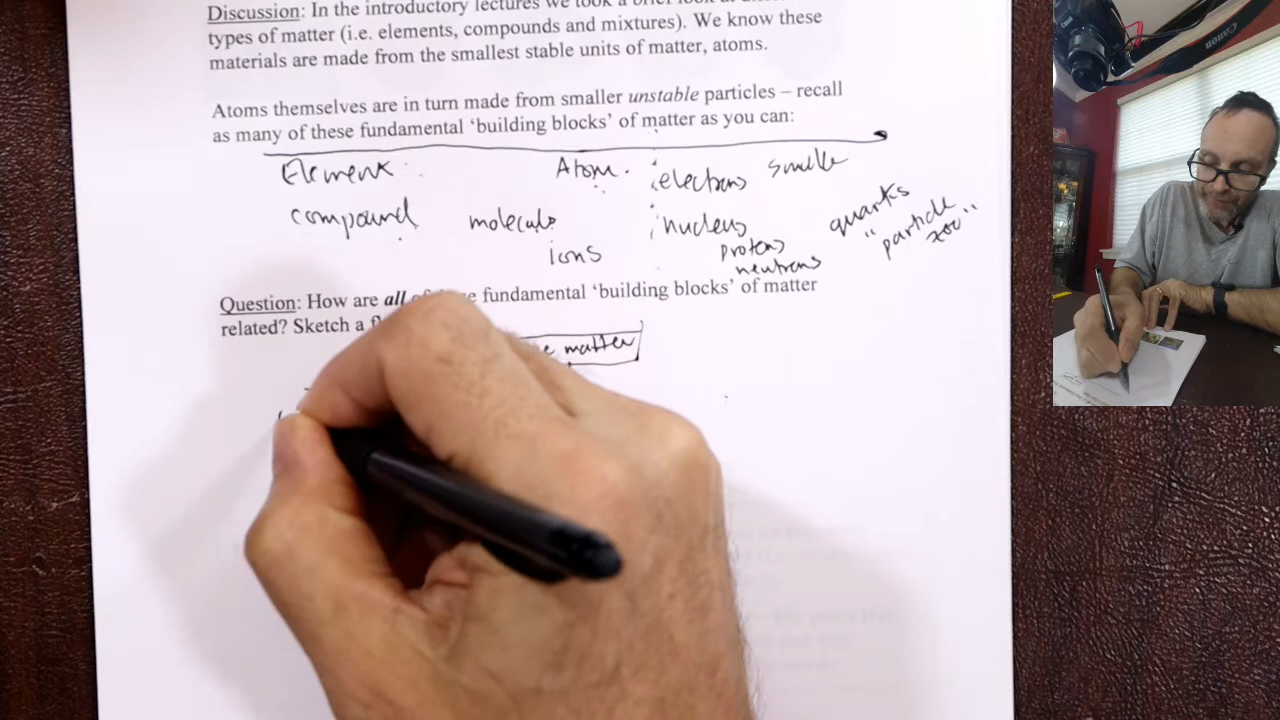 Discussion: In the introductory lectures we took a brief look at
types of matter (i.e. elements, compounds and mixtures). We know these
materials are made from the smallest stable units of matter, atoms.
Atoms themselves are in turn made from smaller unstable particles – recall
as many of these fundamental ‘building blocks’ of matter as you can:
Element Atom. electrons smaller
compound molecule nucleus quarks
ions protons "particle
neutrons zoo"
Question: How are all fundamental ‘building blocks’ of matter
related? Sketch a
matter
Canon